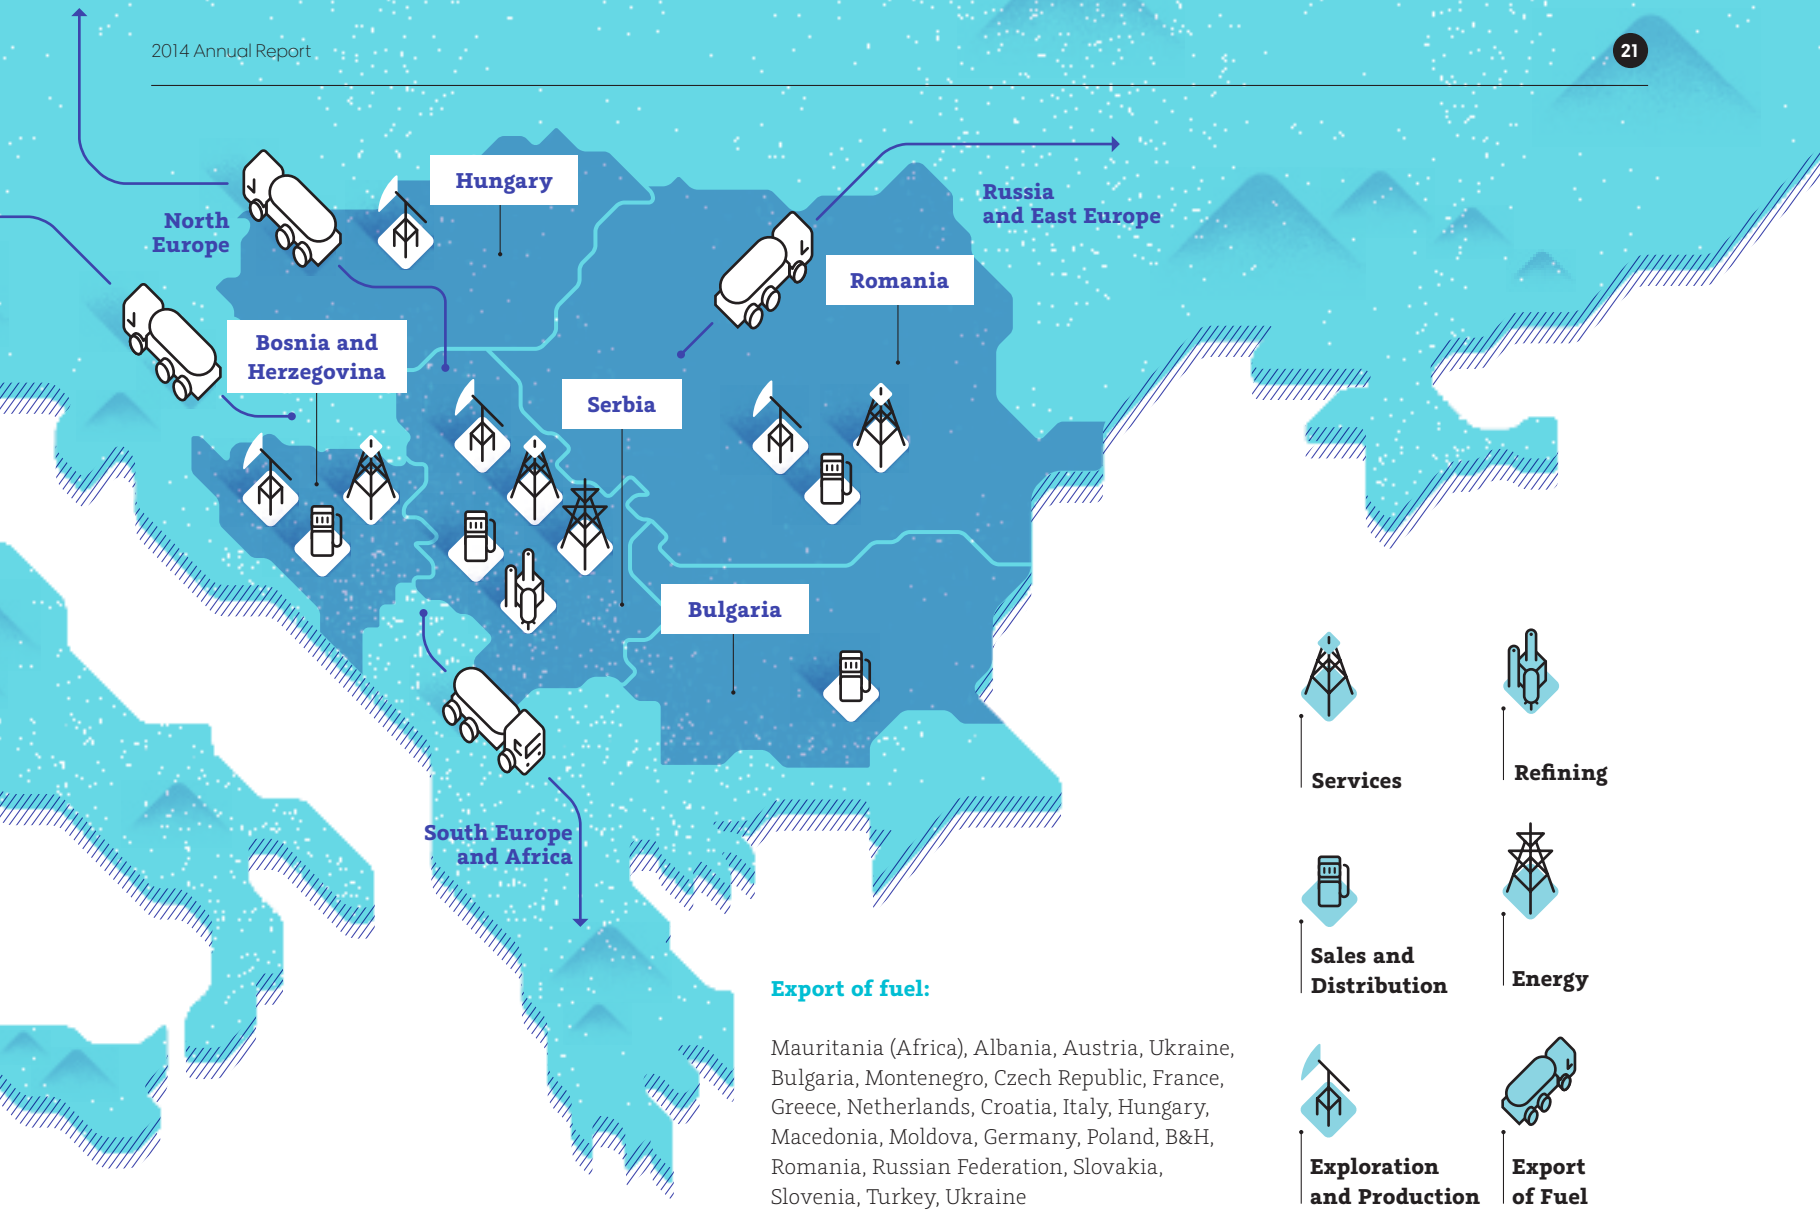 2014 Annual Report
21
Hungary
North
Europe
Russia
and East Europe
Romania
Bosnia and
Herzegovina
Serbia
Bulgaria
South Europe
and Africa
Services
Refining
Sales and
Distribution
Energy
Exploration
and Production
Export
of Fuel
Export of fuel:
Mauritania (Africa), Albania, Austria, Ukraine,
Bulgaria, Montenegro, Czech Republic, France,
Greece, Netherlands, Croatia, Italy, Hungary,
Macedonia, Moldova, Germany, Poland, B&H,
Romania, Russian Federation, Slovakia,
Slovenia, Turkey, Ukraine